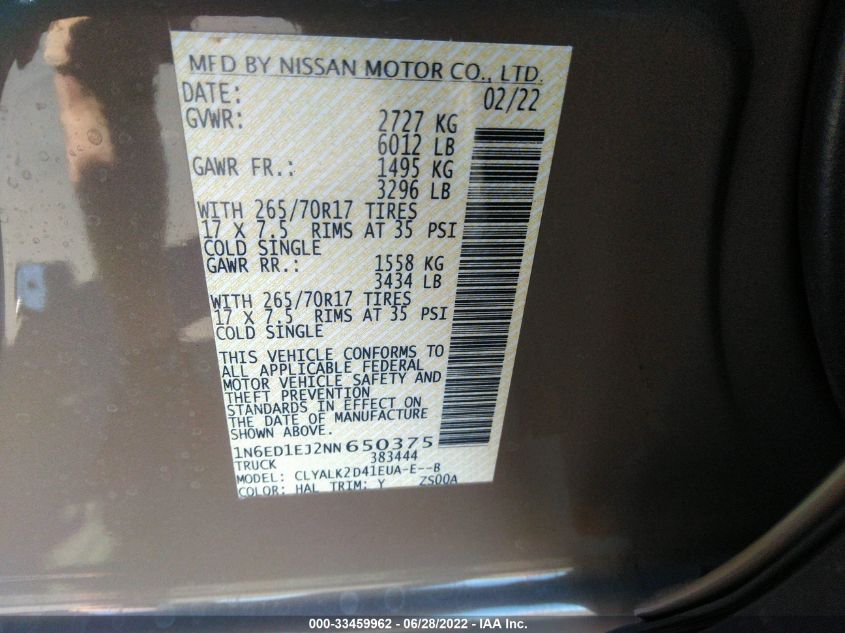 MFD BY NISSAN MOTOR CO., LTD.
DATE: 02/22
GVWR: 2727 KG
6012 LB
GAWR FR.: 1495 KG
3296 LB
WITH 265/70R17 TIRES
17 X 7.5 RIMS AT 35 PSI
COLD SINGLE
GAWR RR.: 1558 KG
3434 LB
WITH 265/70R17 TIRES
17 X 7.5 RIMS AT 35 PSI
COLD SINGLE
THIS VEHICLE CONFORMS TO
ALL APPLICABLE FEDERAL
MOTOR VEHICLE SAFETY AND
THEFT PREVENTION
STANDARDS IN EFFECT ON
THE DATE OF MANUFACTURE
SHOWN ABOVE.
1N6ED1EJ2NN650375
TRUCK 383444
MODEL: CLYALK2D41EUA-E--B
COLOR: HAL TRIM: Y ZS00A
000-33459962 - 06/28/2022 - IAA Inc.